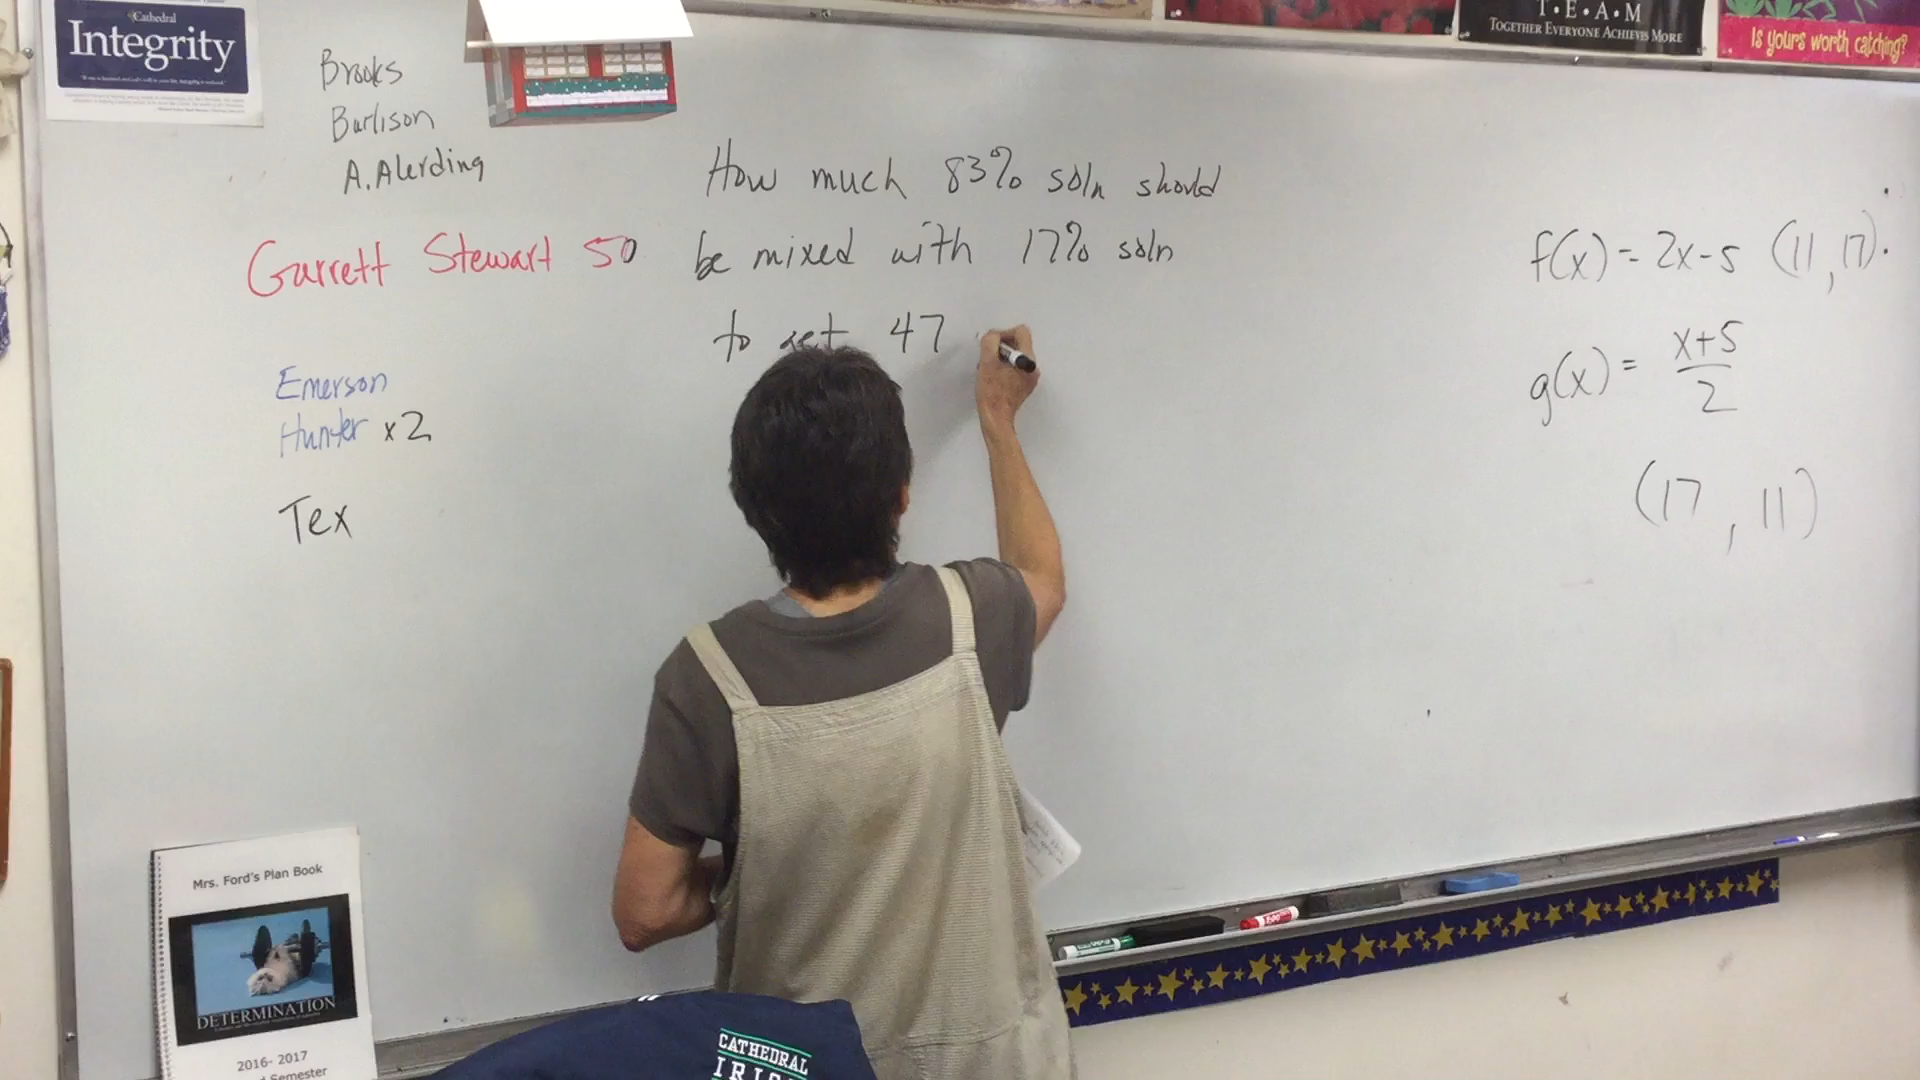 Cathedral
Integrity
T•E•A•M
TOGETHER EVERYONE ACHIEVES MORE
Is yours worth catching?
Brooks
Burlison
A. Alerding
Garrett Stewart 50
Emerson
Hunter x2
Tex
How much 83% soln should
be mixed with 17% soln
to get 47
f(x) = 2x-5 (11, 17).
g(x) = x+5
2
(17, 11)
Mrs. Ford's Plan Book
DETERMINATION
2016- 2017
Semester
CATHEDRAL